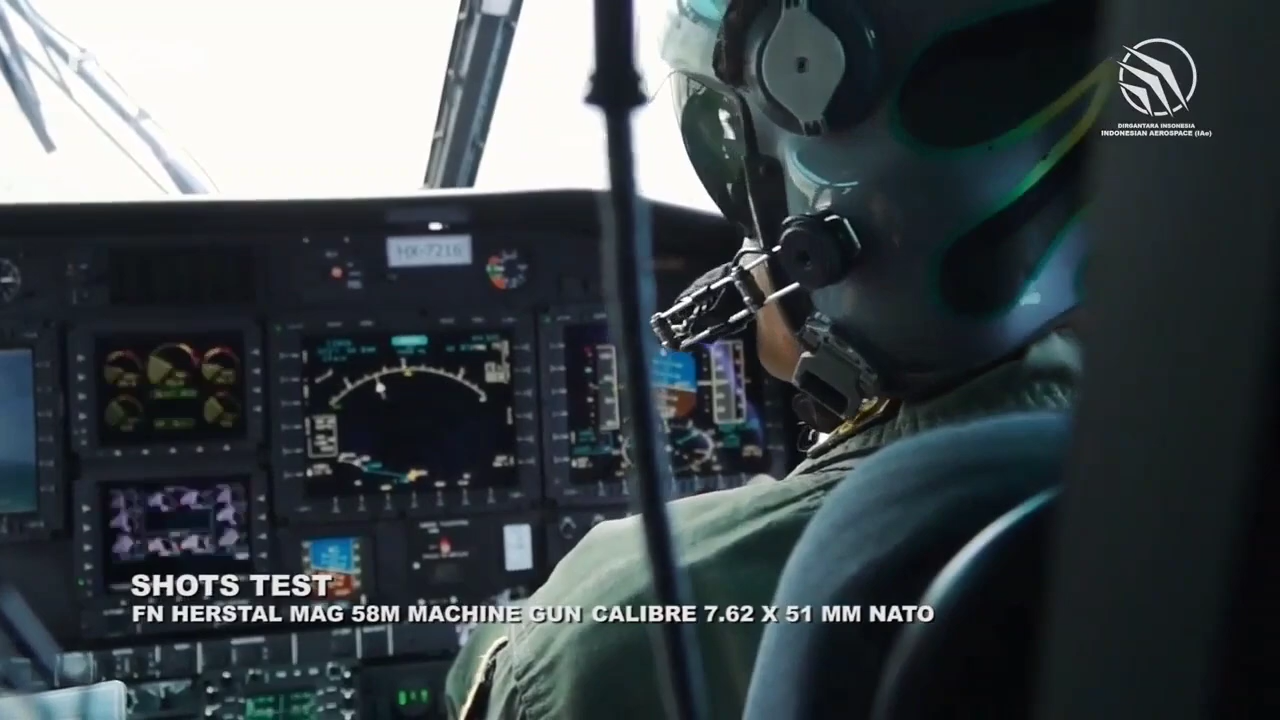 DIRGANTARA INSONESIA
INDONESIAN AEROSPACE (IAe)
HX-7216
SHOTS TEST
FN HERSTAL MAG 58M MACHINE GUN CALIBRE 7.62 X 51 MM NATO